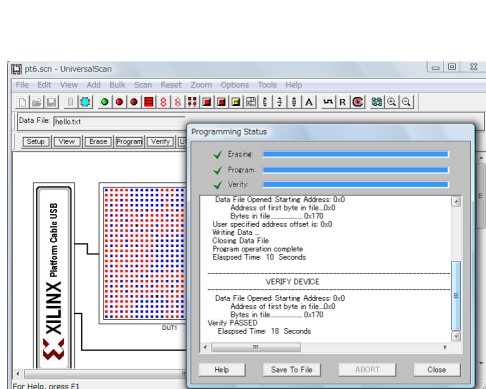 pt6.scn - UniversalScan
File Edit View Add Bulk Scan Reset Zoom Options Tools Help
A R
Data File: hello.txt
Setup View Erase Program Verify
Programming Status
Erasing:
Program:
Verify:
Data File Opened: Starting Address: 0x0
Address of first byte in file...0x0
Bytes in file.............. 0x170
User specified address offset is: 0x0
Writing Data ...
Closing Data File
Program operation complete
Elaspsed Time: 10 Seconds
VERIFY DEVICE
Data File Opened: Starting Address: 0x0
Address of first byte in file...0x0
Bytes in file.............. 0x170
Verify PASSED
Elaspsed Time: 18 Seconds
Help Save To File ABORT Close
XILINX Platform Cable USB
DUT1
For Help, press F1